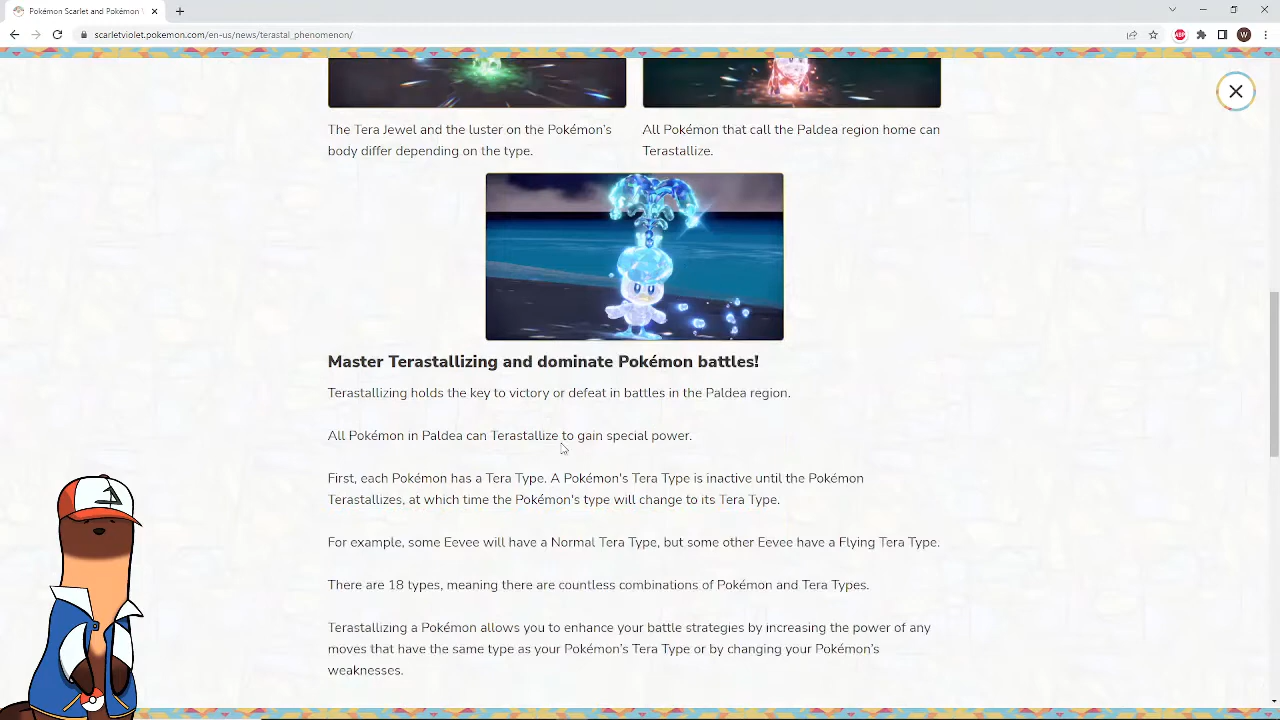 Pokémon Scarlet and Pokémon
scarletviolet.pokemon.com/en-us/news/terastal_phenomenon/
ABP
W
The Tera Jewel and the luster on the Pokémon's
body differ depending on the type.
All Pokémon that call the Paldea region home can
Terastallize.
Master Terastallizing and dominate Pokémon battles!
Terastallizing holds the key to victory or defeat in battles in the Paldea region.
All Pokémon in Paldea can Terastallize to gain special power.
First, each Pokémon has a Tera Type. A Pokémon's Tera Type is inactive until the Pokémon
Terastallizes, at which time the Pokémon's type will change to its Tera Type.
For example, some Eevee will have a Normal Tera Type, but some other Eevee have a Flying Tera Type.
There are 18 types, meaning there are countless combinations of Pokémon and Tera Types.
Terastallizing a Pokémon allows you to enhance your battle strategies by increasing the power of any
moves that have the same type as your Pokémon's Tera Type or by changing your Pokémon's
weaknesses.